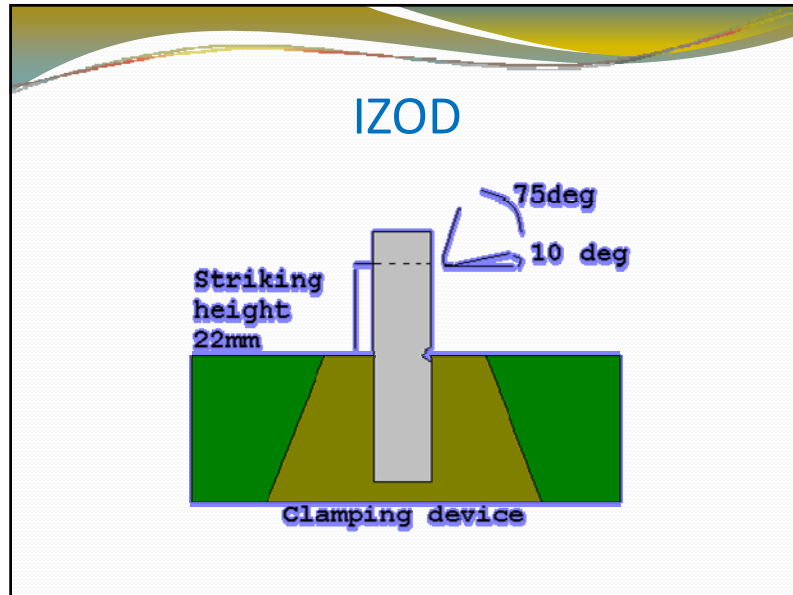 IZOD
75deg
10 deg
Striking
height
22mm
Clamping device